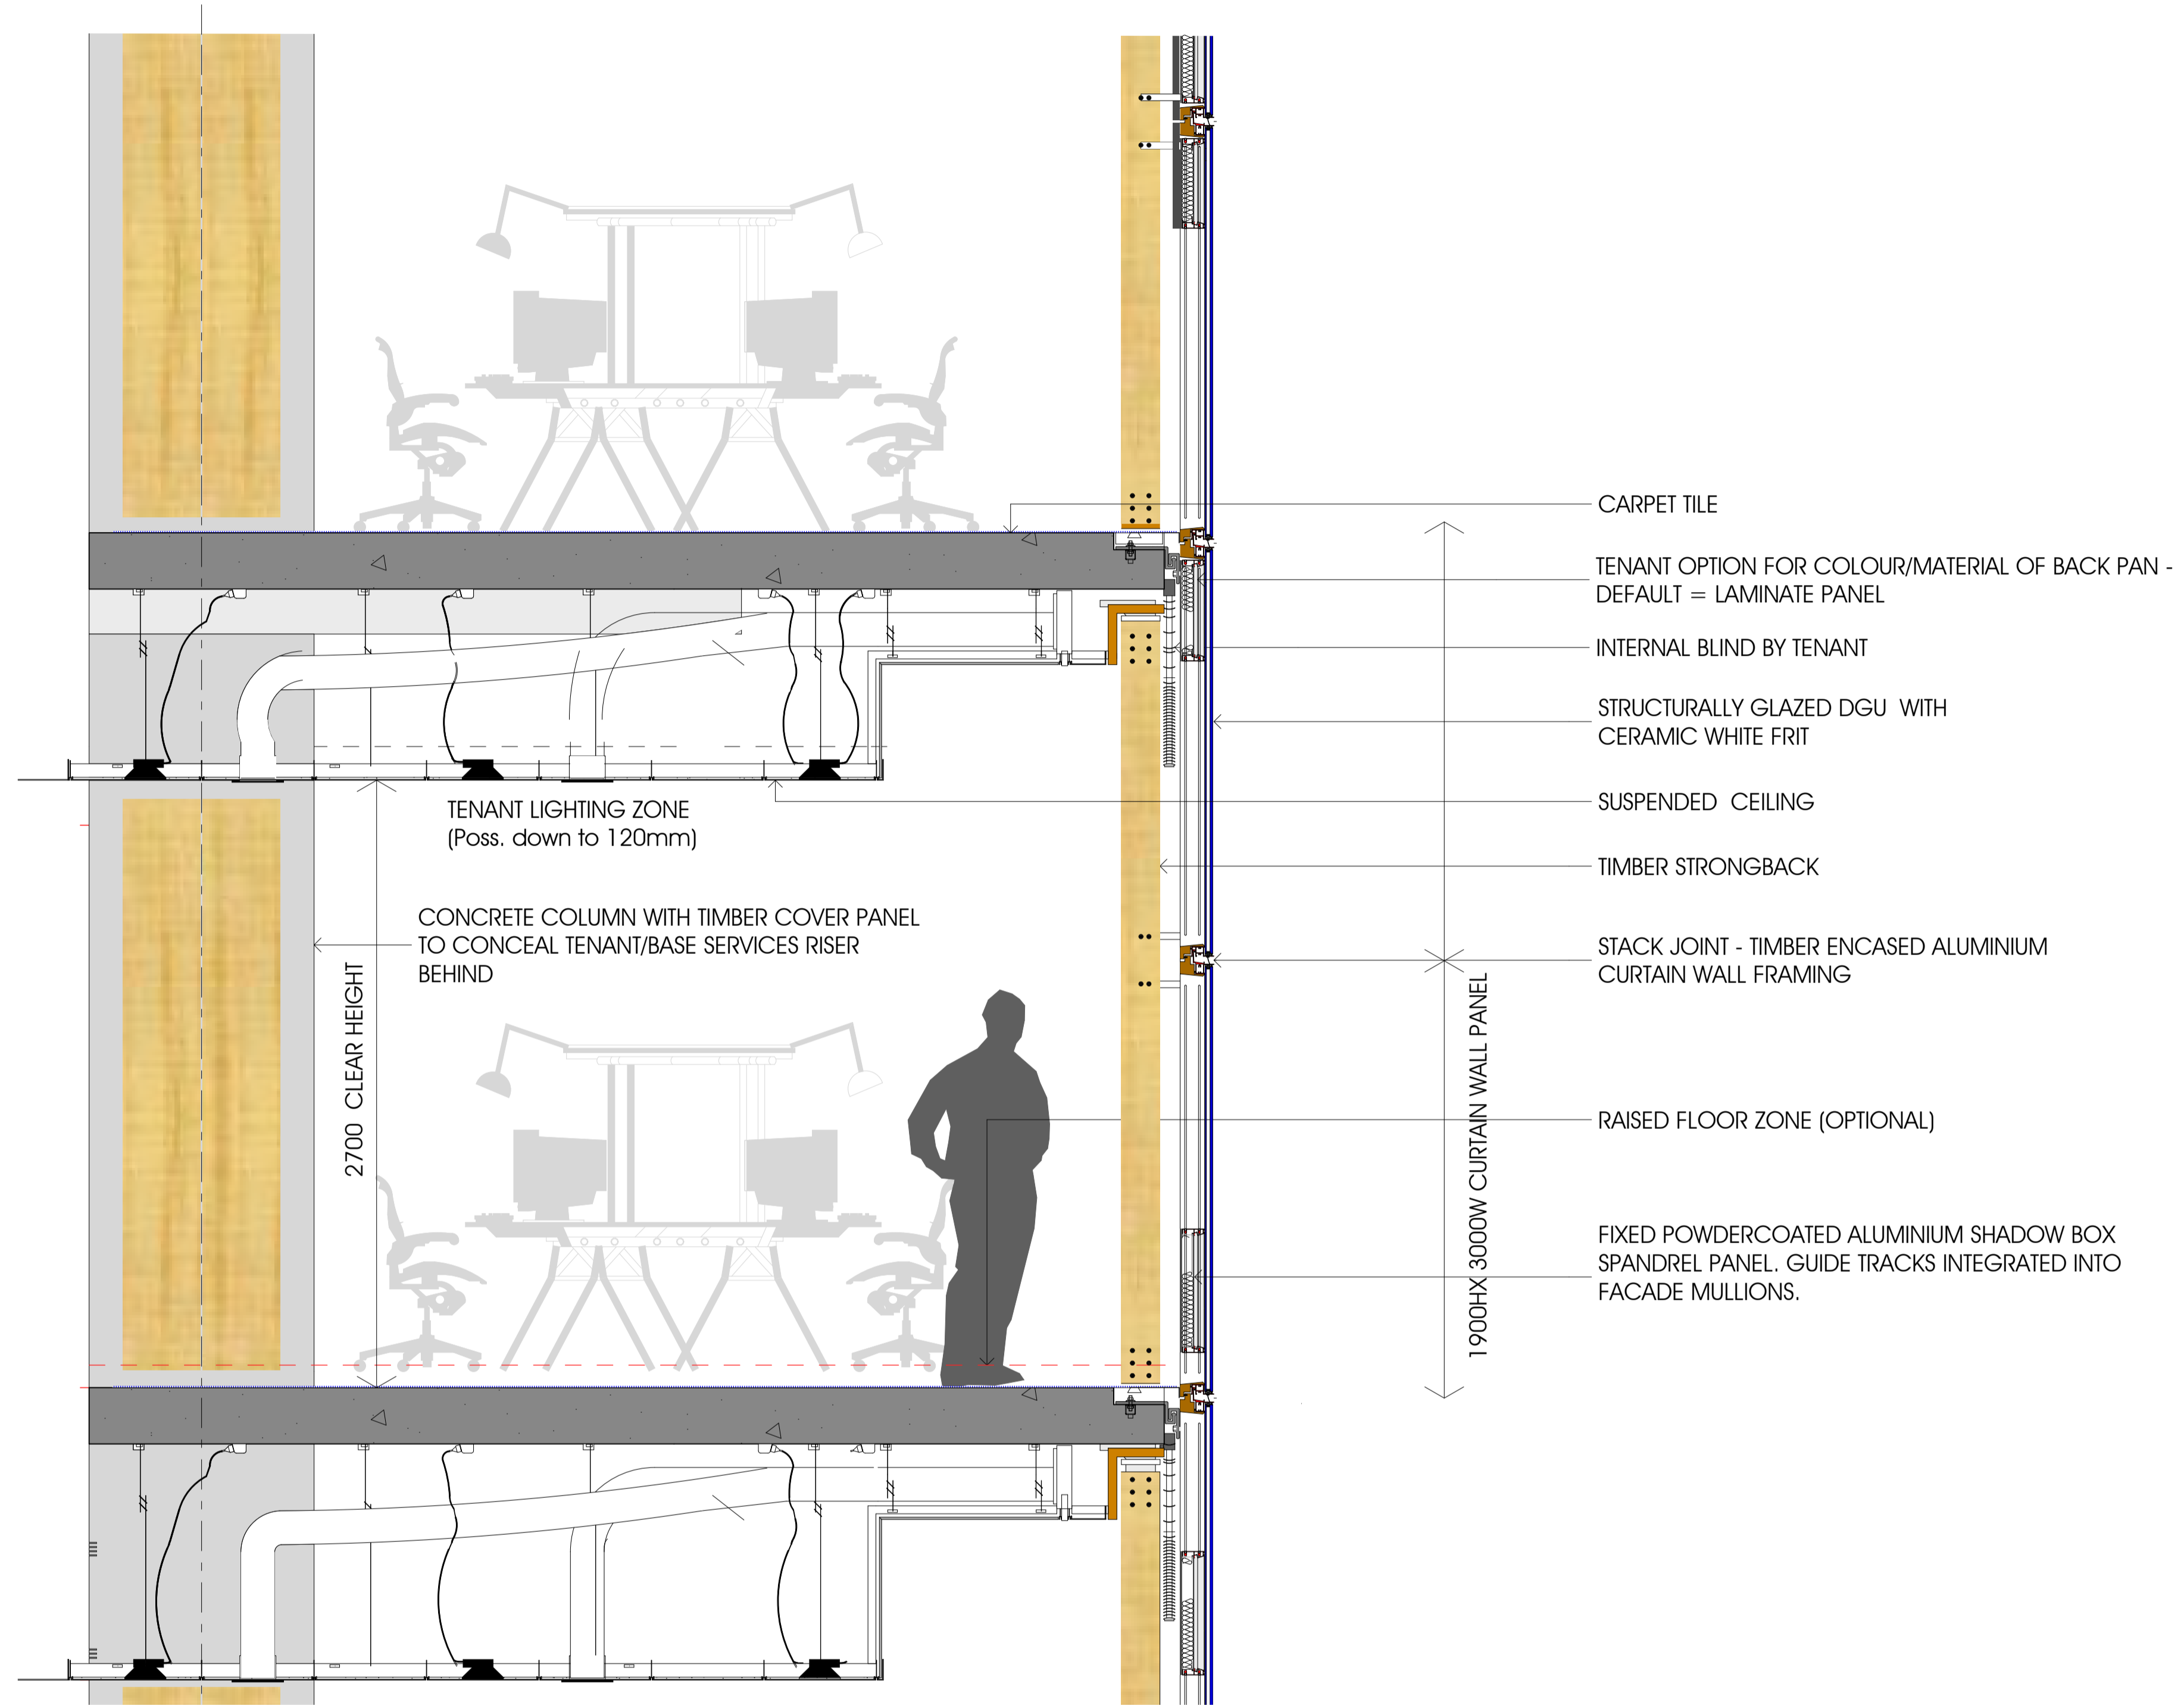 CARPET TILE
TENANT OPTION FOR COLOUR/MATERIAL OF BACK PAN -
DEFAULT = LAMINATE PANEL
INTERNAL BLIND BY TENANT
STRUCTURALLY GLAZED DGU WITH
CERAMIC WHITE FRIT
SUSPENDED CEILING
TENANT LIGHTING ZONE
(Poss. down to 120mm)
TIMBER STRONGBACK
CONCRETE COLUMN WITH TIMBER COVER PANEL
TO CONCEAL TENANT/BASE SERVICES RISER
BEHIND
STACK JOINT - TIMBER ENCASED ALUMINIUM
CURTAIN WALL FRAMING
2700 CLEAR HEIGHT
1900HX 3000W CURTAIN WALL PANEL
RAISED FLOOR ZONE (OPTIONAL)
FIXED POWDERCOATED ALUMINIUM SHADOW BOX
SPANDREL PANEL. GUIDE TRACKS INTEGRATED INTO
FACADE MULLIONS.